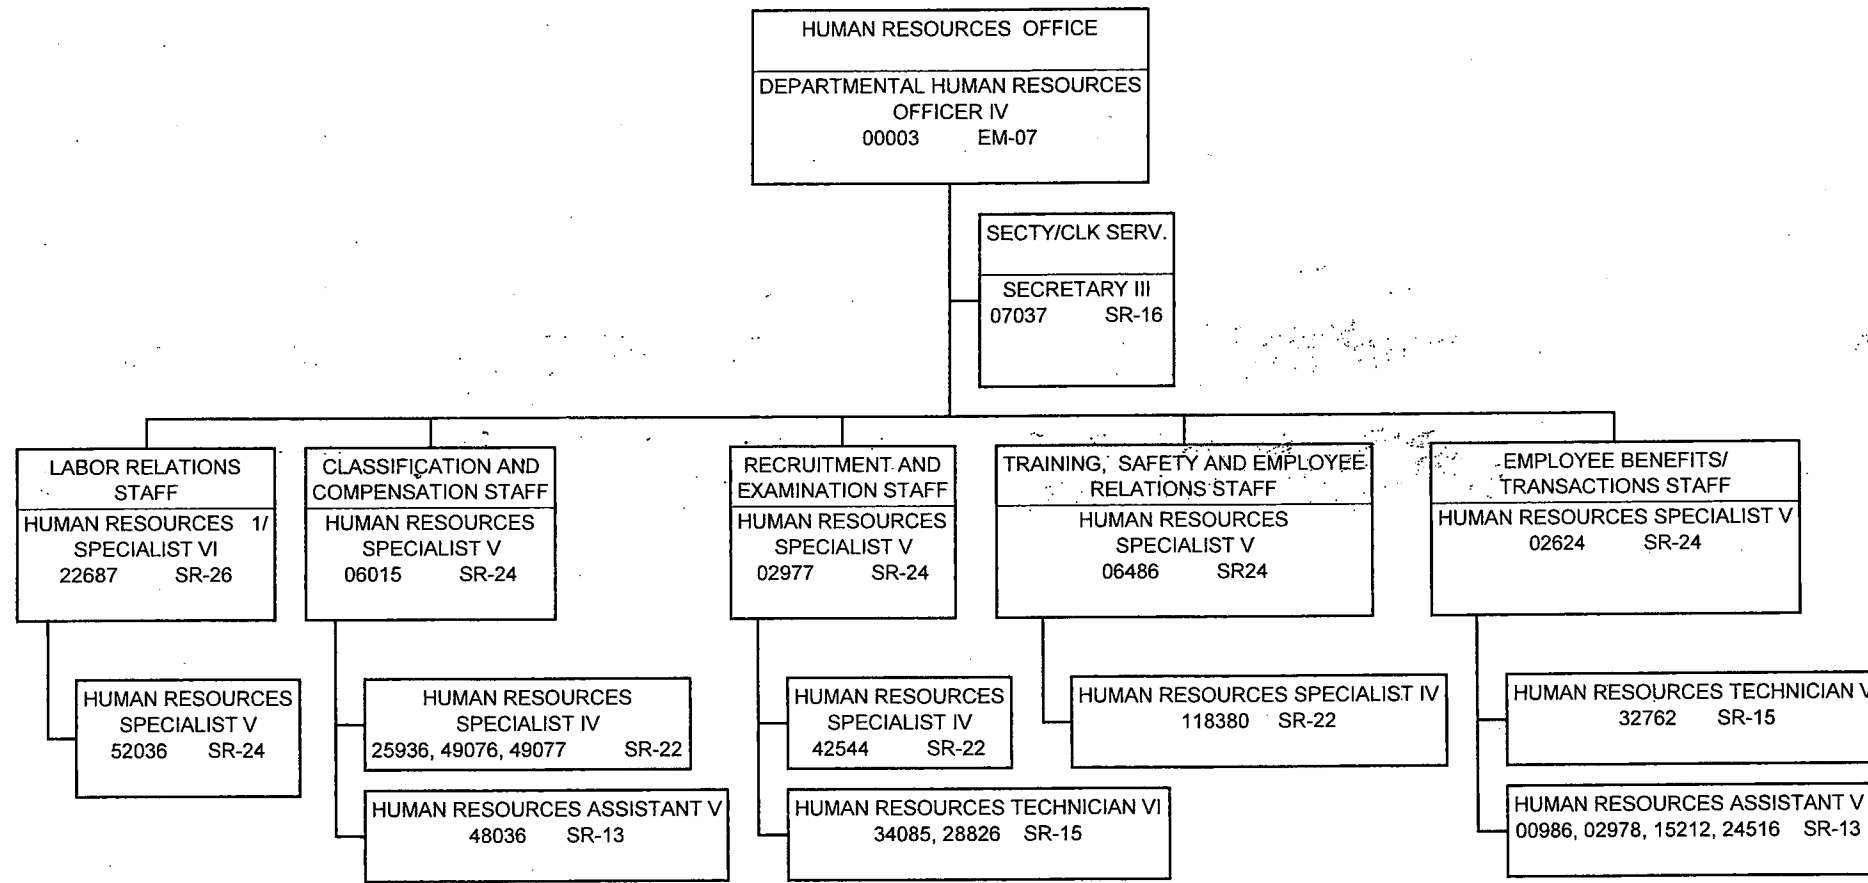 HUMAN RESOURCES OFFICE
DEPARTMENTAL HUMAN RESOURCES
OFFICER IV
00003 EM-07
SECTY/CLK SERV.
SECRETARY III
07037 SR-16
LABOR RELATIONS
STAFF
HUMAN RESOURCES 1/
SPECIALIST VI
22687 SR-26
HUMAN RESOURCES
SPECIALIST V
52036 SR-24
CLASSIFICATION AND
COMPENSATION STAFF
HUMAN RESOURCES
SPECIALIST V
06015 SR-24
HUMAN RESOURCES
SPECIALIST IV
25936, 49076, 49077 SR-22
HUMAN RESOURCES ASSISTANT V
48036 SR-13
RECRUITMENT AND
EXAMINATION STAFF
HUMAN RESOURCES
SPECIALIST V
02977 SR-24
HUMAN RESOURCES
SPECIALIST IV
42544 SR-22
HUMAN RESOURCES TECHNICIAN VI
34085, 28826 SR-15
TRAINING, SAFETY AND EMPLOYEE
RELATIONS STAFF
HUMAN RESOURCES
SPECIALIST V
06486 SR24
HUMAN RESOURCES SPECIALIST IV
118380 SR-22
EMPLOYEE BENEFITS/
TRANSACTIONS STAFF
HUMAN RESOURCES SPECIALIST V
02624 SR-24
HUMAN RESOURCES TECHNICIAN V
32762 SR-15
HUMAN RESOURCES ASSISTANT V
00986, 02978, 15212, 24516 SR-13